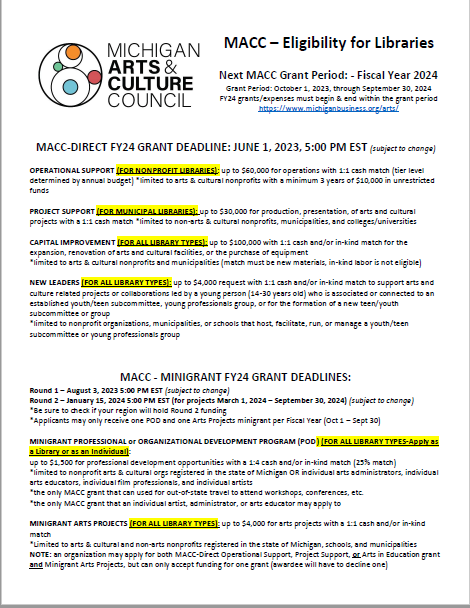 MICHIGAN
ARTS &
CULTURE
COUNCIL
MACC – Eligibility for Libraries
Next MACC Grant Period: - Fiscal Year 2024
Grant Period: October 1, 2023, through September 30, 2024
FY24 grants/expenses must begin & end within the grant period
https://www.michiganbusiness.org/arts/
MACC-DIRECT FY24 GRANT DEADLINE: JUNE 1, 2023, 5:00 PM EST (subject to change)
OPERATIONAL SUPPORT (FOR NONPROFIT LIBRARIES): up to $60,000 for operations with 1:1 cash match (tier level
determined by annual budget) *limited to arts & cultural nonprofits with a minimum 3 years of $10,000 in unrestricted
funds
PROJECT SUPPORT (FOR MUNICIPAL LIBRARIES): up to $30,000 for production, presentation, of arts and cultural
projects with a 1:1 cash match *limited to non-arts & cultural nonprofits, municipalities, and colleges/universities
CAPITAL IMPROVEMENT (FOR ALL LIBRARY TYPES): up to $100,000 with 1:1 cash and/or in-kind match for the
expansion, renovation of arts and cultural facilities, or the purchase of equipment
*limited to arts & cultural nonprofits and municipalities (match must be new materials, in-kind labor is not eligible)
NEW LEADERS (FOR ALL LIBRARY TYPES): up to $4,000 request with 1:1 cash and/or in-kind match to support arts and
culture related projects or collaborations led by a young person (14-30 years old) who is associated or connected to an
established youth/teen subcommittee, young professionals group, or for the formation of a new teen/youth
subcommittee or group
*limited to nonprofit organizations, municipalities, or schools that host, facilitate, run, or manage a youth/teen
subcommittee or young professionals group
MACC - MINIGRANT FY24 GRANT DEADLINES:
Round 1 – August 3, 2023 5:00 PM EST (subject to change)
Round 2 – January 15, 2024 5:00 PM EST (for projects March 1, 2024 – September 30, 2024) (subject to change)
*Be sure to check if your region will hold Round 2 funding
*Applicants may only receive one POD and one Arts Projects minigrant per Fiscal Year (Oct 1 – Sept 30)
MINIGRANT PROFESSIONAL or ORGANIZATIONAL DEVELOPMENT PROGRAM (POD) (FOR ALL LIBRARY TYPES-Apply as
a Library or as an Individual):
up to $1,500 for professional development opportunities with a 1:4 cash and/or in-kind match (25% match)
*limited to nonprofit arts & cultural orgs registered in the state of Michigan OR individual arts administrators, individual
arts educators, individual film professionals, and individual artists
*the only MACC grant that can used for out-of-state travel to attend workshops, conferences, etc.
*the only MACC grant that an individual artist, administrator, or arts educator may apply to
MINIGRANT ARTS PROJECTS (FOR ALL LIBRARY TYPES): up to $4,000 for arts projects with a 1:1 cash and/or in-kind
match
*Limited to arts & cultural and non-arts nonprofits registered in the state of Michigan, schools, and municipalities
NOTE: an organization may apply for both MACC-Direct Operational Support, Project Support, or Arts in Education grant
and Minigrant Arts Projects, but can only accept funding for one grant (awardee will have to decline one)